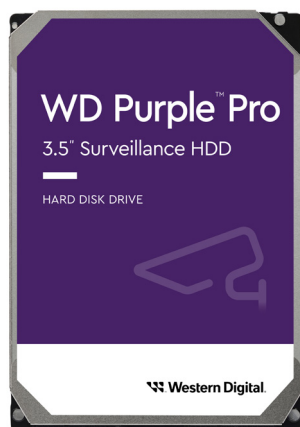 WD Purple™ Pro
3.5" Surveillance HDD
HARD DISK DRIVE
Western Digital.